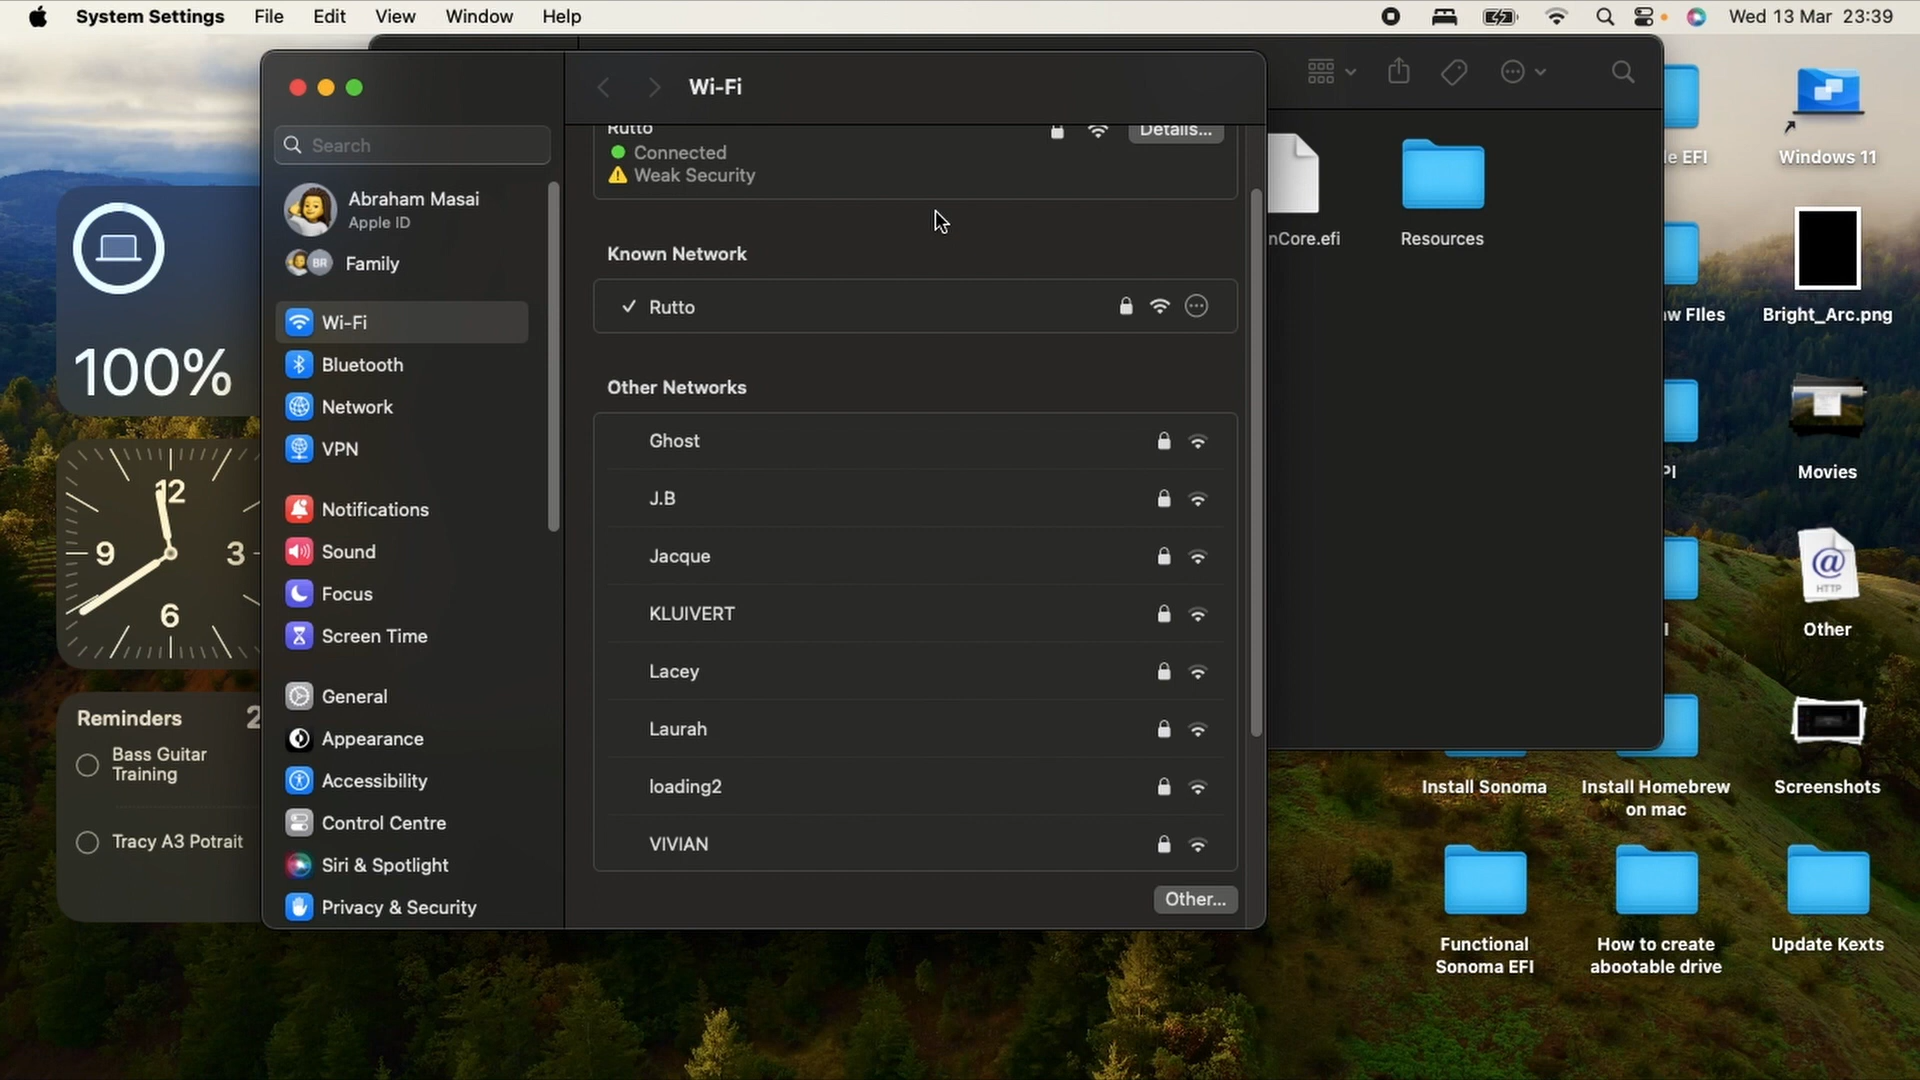 System Settings File Edit View Window Help
Wed 13 Mar 23:39
Wi-Fi
Search
Abraham Masai
Apple ID
BR
Family
Wi-Fi
Bluetooth
Network
VPN
Notifications
Sound
Focus
Screen Time
General
Appearance
Accessibility
Control Centre
Siri & Spotlight
Privacy & Security
Rutto
Details...
Connected
Weak Security
Known Network
Rutto
Other Networks
Ghost
J.B
Jacque
KLUIVERT
Lacey
Laurah
loading2
VIVIAN
Other...
nCore.efi
Resources
100%
12
9
3
6
Reminders 2
Bass Guitar
Training
Tracy A3 Potrait
le EFI
Windows 11
w FIles
Bright_Arc.png
PI
Movies
HTTP
I
Other
Install Sonoma
Install Homebrew
on mac
Screenshots
Functional
Sonoma EFI
How to create
abootable drive
Update Kexts